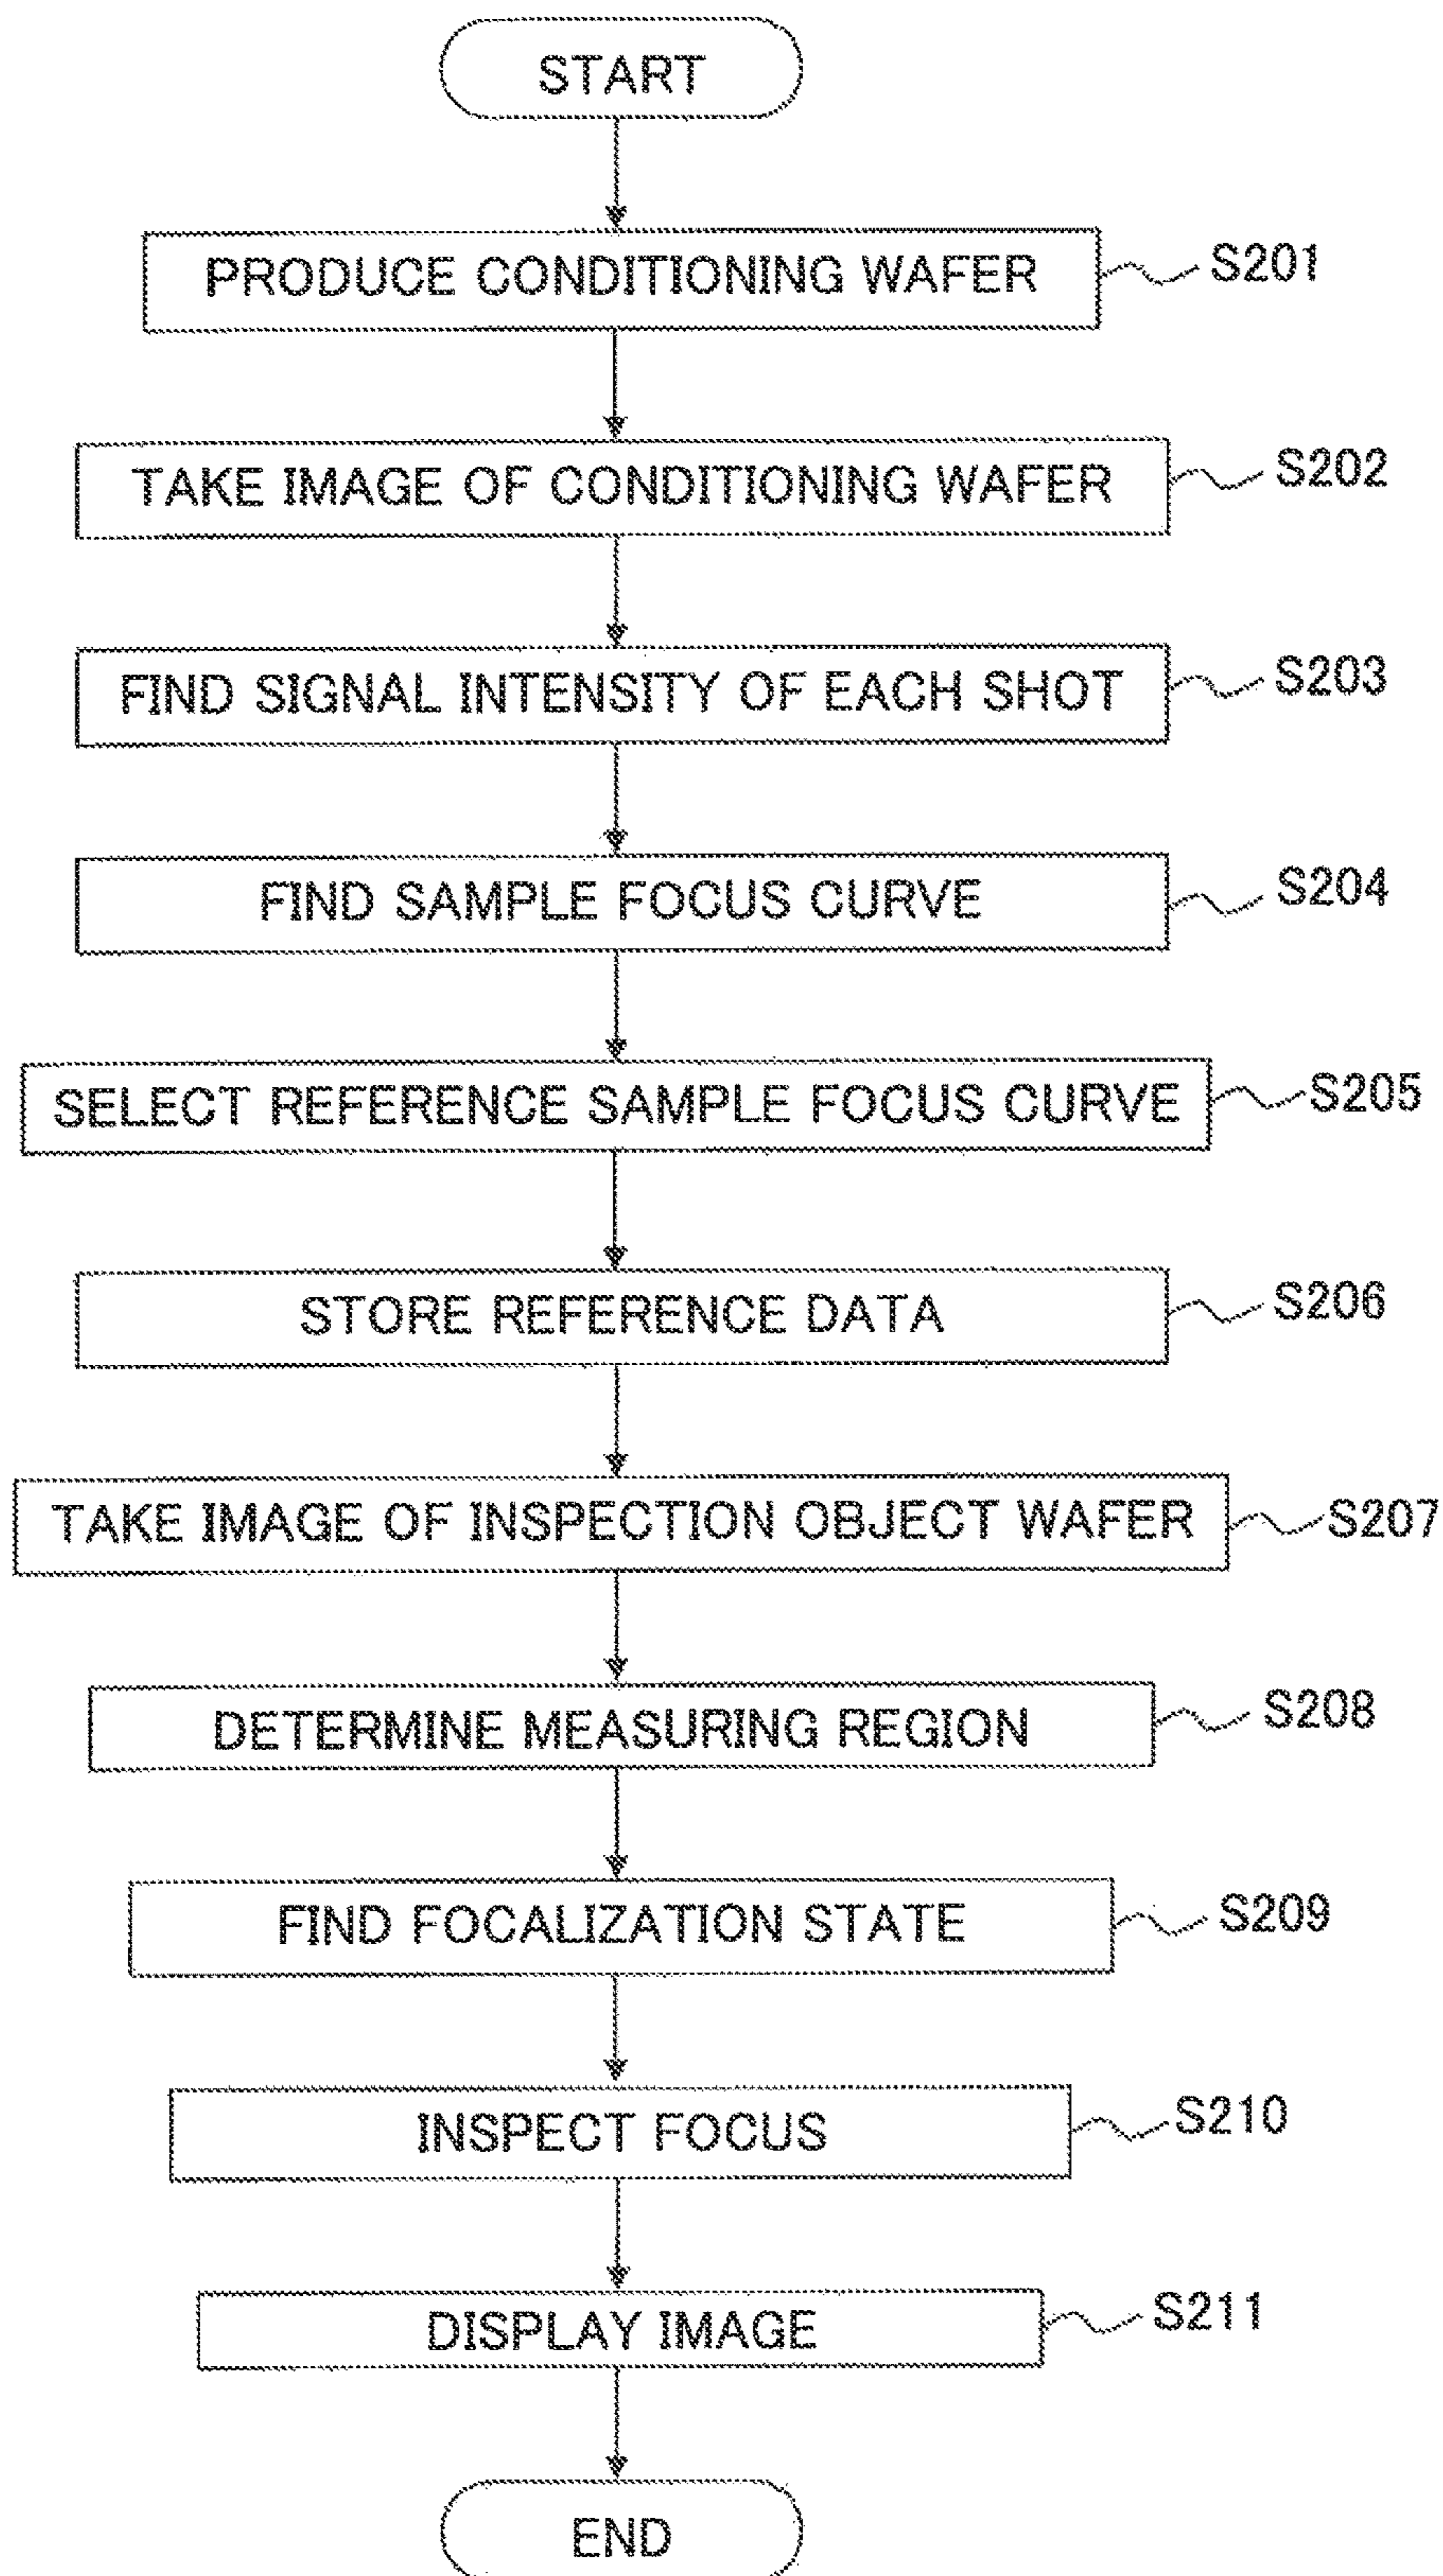 START
PRODUCE CONDITIONING WAFER S201
TAKE IMAGE OF CONDITIONING WAFER S202
FIND SIGNAL INTENSITY OF EACH SHOT S203
FIND SAMPLE FOCUS CURVE S204
SELECT REFERENCE SAMPLE FOCUS CURVE S205
STORE REFERENCE DATA S206
TAKE IMAGE OF INSPECTION OBJECT WAFER S207
DETERMINE MEASURING REGION S208
FIND FOCALIZATION STATE S209
INSPECT FOCUS S210
DISPLAY IMAGE S211
END